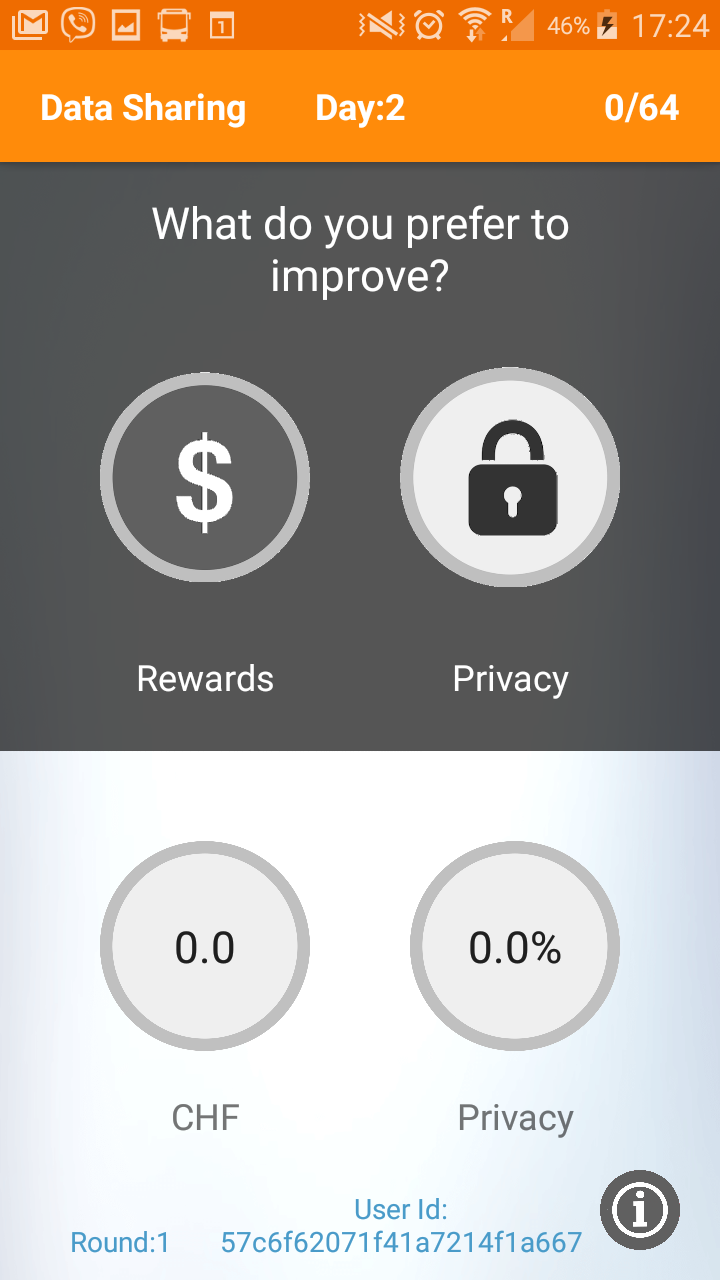 R 46% 17:24
1
Data Sharing Day:2 0/64
What do you prefer to
improve?
$
Rewards Privacy
0.0 0.0%
CHF Privacy
User Id:
Round:1 57c6f62071f41a7214f1a667